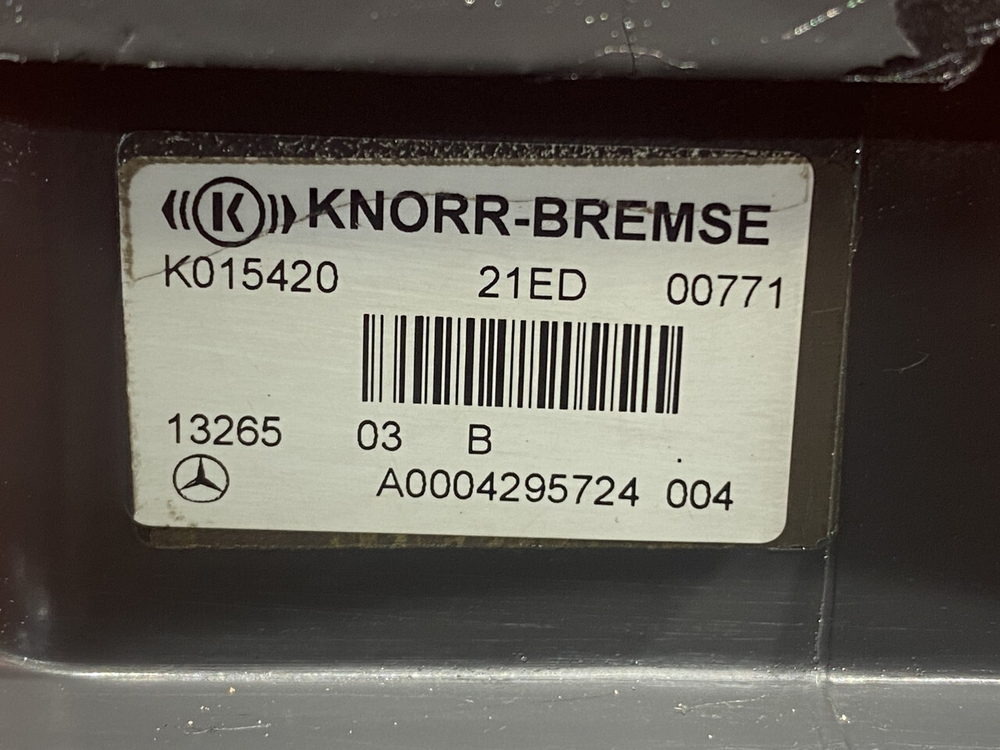 K KNORR-BREMSE
K015420 21ED 00771
13265 03 B
A0004295724 004